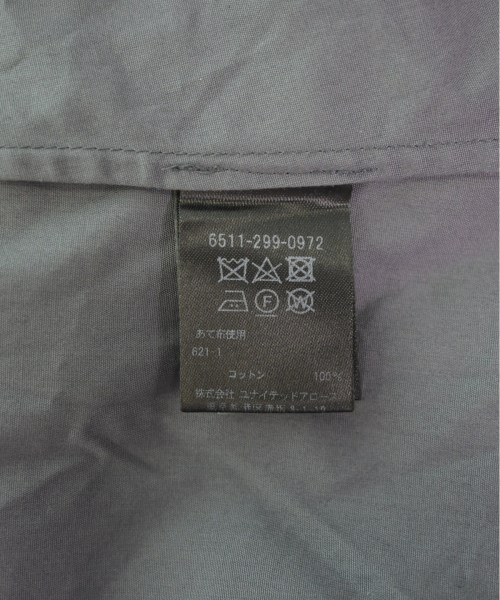 6511-299-0972
F
W
あて布使用
621-1
コットン 100%
株式会社 ユナイテッドアローズ